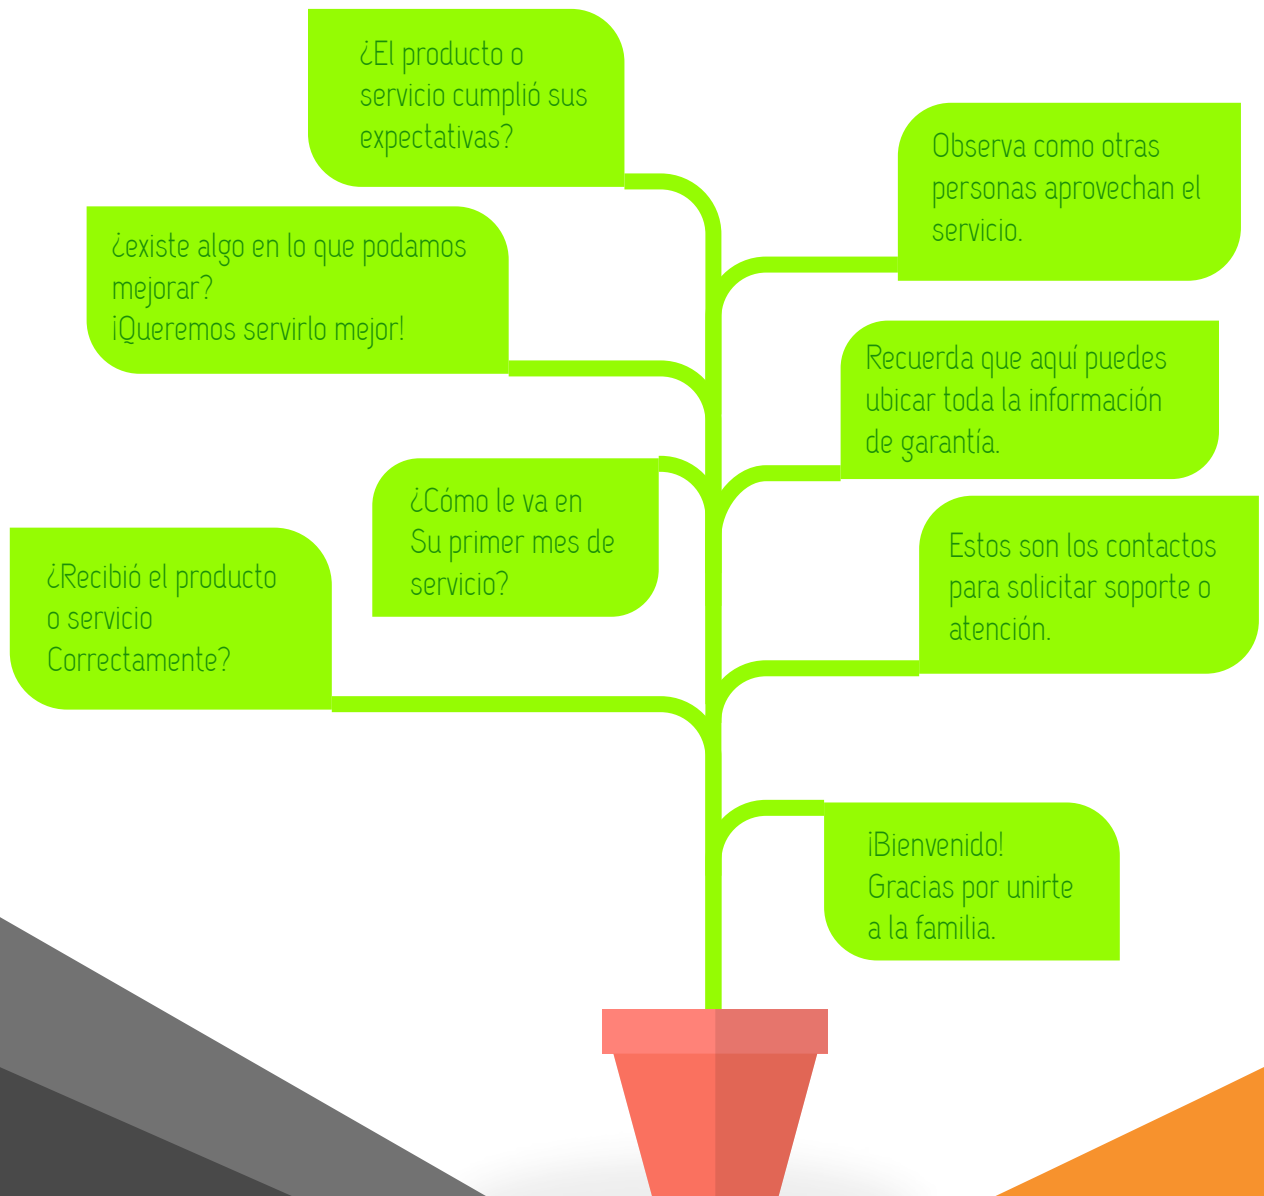 ¿El producto o
servicio cumplió sus
expectativas?
Observa como otras
personas aprovechan el
servicio.
¿existe algo en lo que podamos
mejorar?
¡Queremos servirlo mejor!
Recuerda que aquí puedes
ubicar toda la información
de garantía.
¿Cómo le va en
Su primer mes de
servicio?
Estos son los contactos
para solicitar soporte o
atención.
¿Recibió el producto
o servicio
Correctamente?
¡Bienvenido!
Gracias por unirte
a la familia.